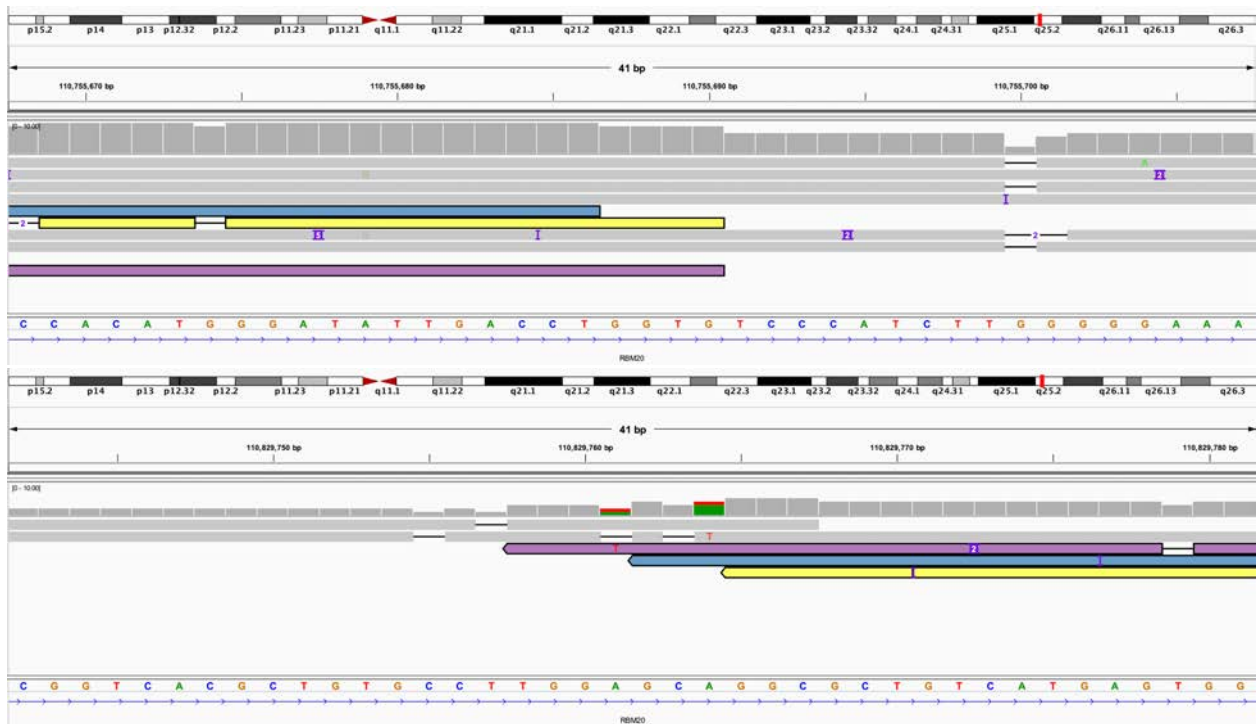 p15.2 p14 p13 p12.32 p12.2 p11.23 p11.21 q11.1 q11.22 q21.1 q21.2 q21.3 q22.1 q22.3 q23.1 q23.2 q23.32 q24.1 q24.31 q25.1 q25.2 q26.11 q26.13 q26.3
41 bp
110,755,670 bp 110,755,680 bp 110,755,690 bp 110,755,700 bp
[0 - 10.00]
A
2
2
5 2 2
C C A C A T G G G A T A T T G A C C T G G T G T C C C A T C T T G G G G G A A A
RBM20
p15.2 p14 p13 p12.32 p12.2 p11.23 p11.21 q11.1 q11.22 q21.1 q21.2 q21.3 q22.1 q22.3 q23.1 q23.2 q23.32 q24.1 q24.31 q25.1 q25.2 q26.11 q26.13 q26.3
41 bp
110,829,750 bp 110,829,760 bp 110,829,770 bp 110,829,780 bp
[0 - 10.00]
T
T 2
C G G T C A C G C T G T G C C T T G G A G C A G G C G C T G T C A T G A G T G G
RBM20